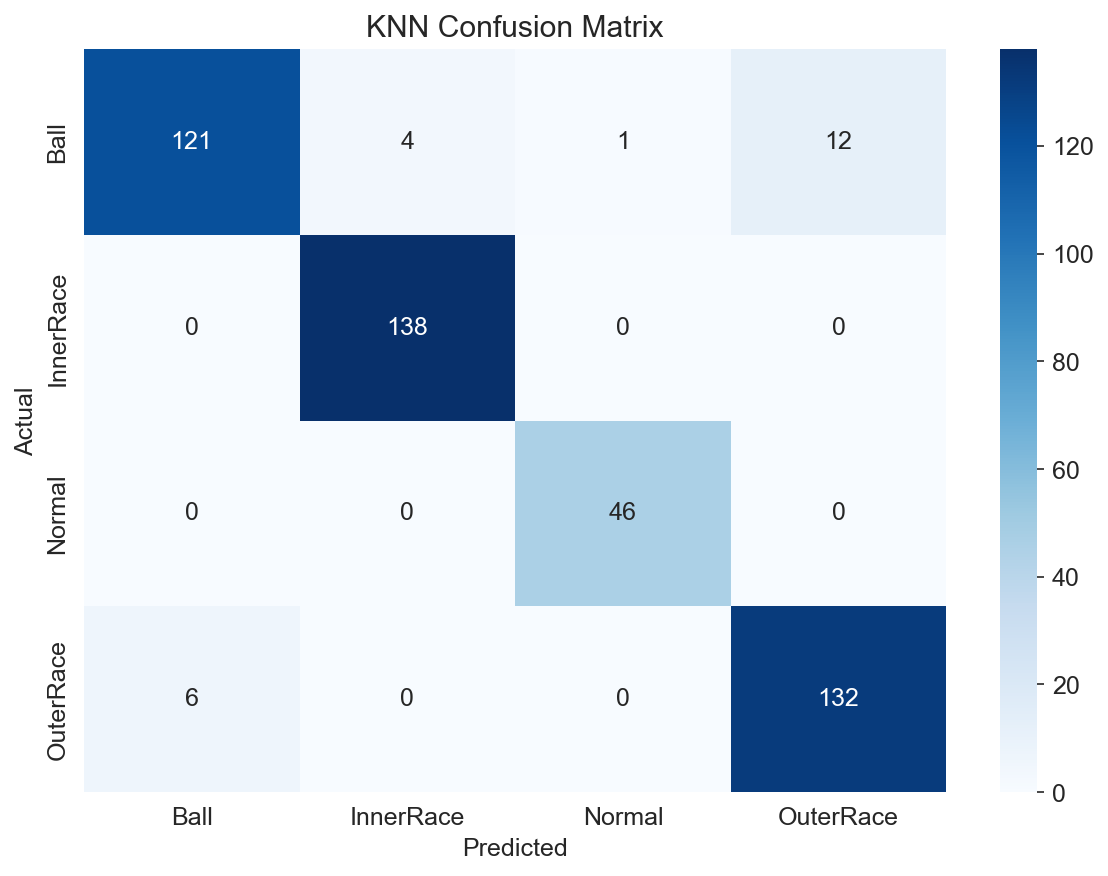 KNN Confusion Matrix
Ball 121 4 1 12
InnerRace 0 138 0 0
Normal 0 0 46 0
OuterRace 6 0 0 132
Actual
Ball InnerRace Normal OuterRace
Predicted
120
100
80
60
40
20
0